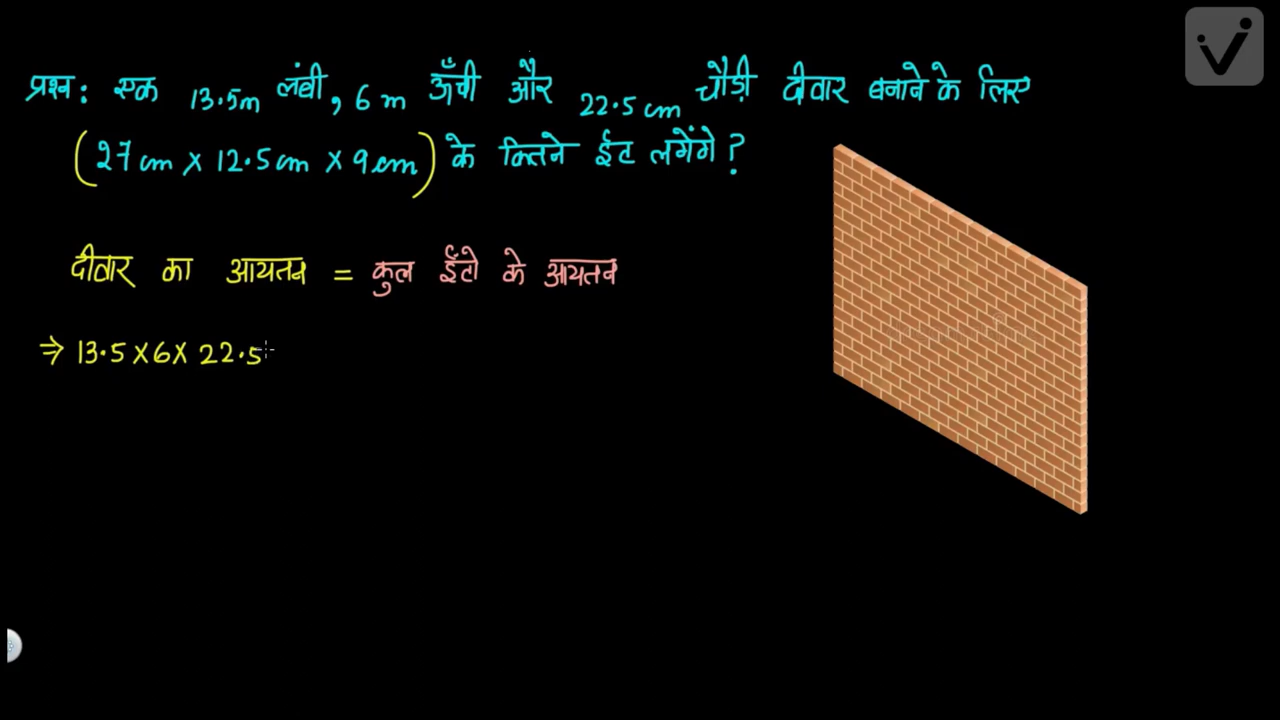 प्रश्न: एक 13.5m लंबी, 6 m ऊँची और 22.5 cm चौड़ी दीवार बनाने के लिए
(27 cm × 12.5 cm × 9 cm) के कितने ईंट लगेंगे?
दीवार का आयतन = कुल ईंटो के आयतन
⇒ 13.5 × 6 × 22.5